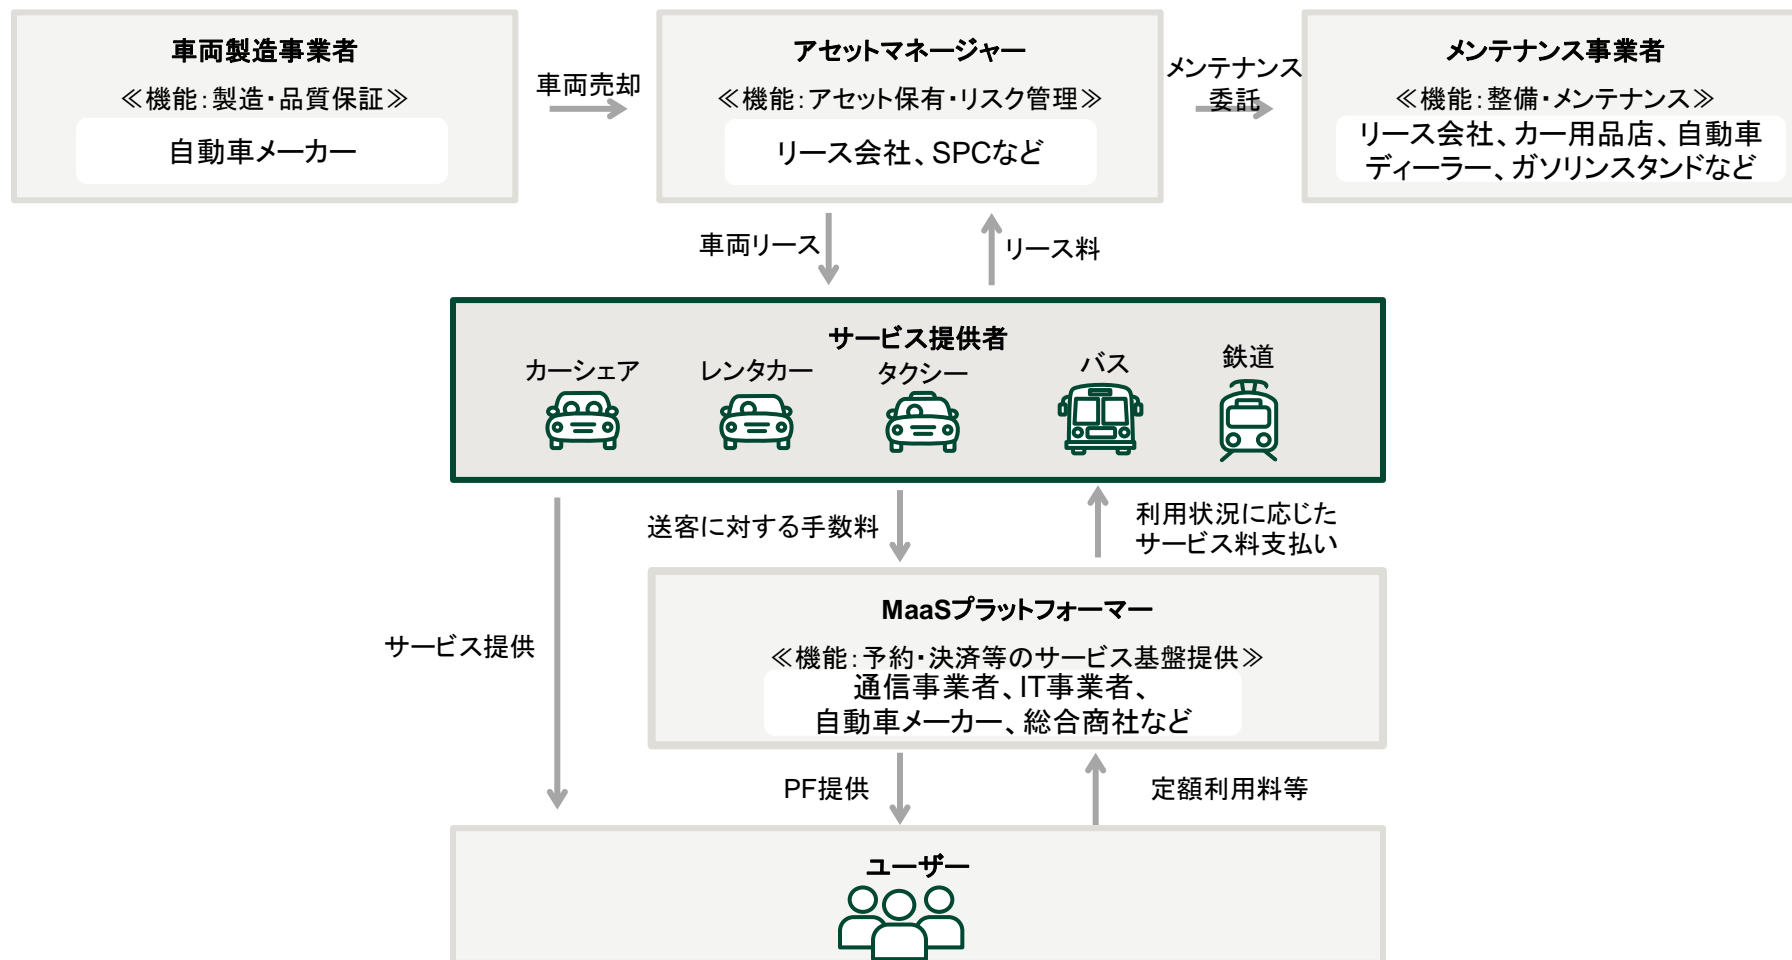 車両製造事業者
≪機能：製造・品質保証≫
自動車メーカー
車両売却
アセットマネージャー
≪機能：アセット保有・リスク管理≫
リース会社、SPCなど
メンテナンス
委託
メンテナンス事業者
≪機能：整備・メンテナンス≫
リース会社、カー用品店、自動車
ディーラー、ガソリンスタンドなど
車両リース
リース料
サービス提供者
カーシェア
レンタカー
タクシー
バス
鉄道
送客に対する手数料
利用状況に応じた
サービス料支払い
サービス提供
MaaSプラットフォーマー
≪機能：予約・決済等のサービス基盤提供≫
通信事業者、IT事業者、
自動車メーカー、総合商社など
PF提供
定額利用料等
ユーザー